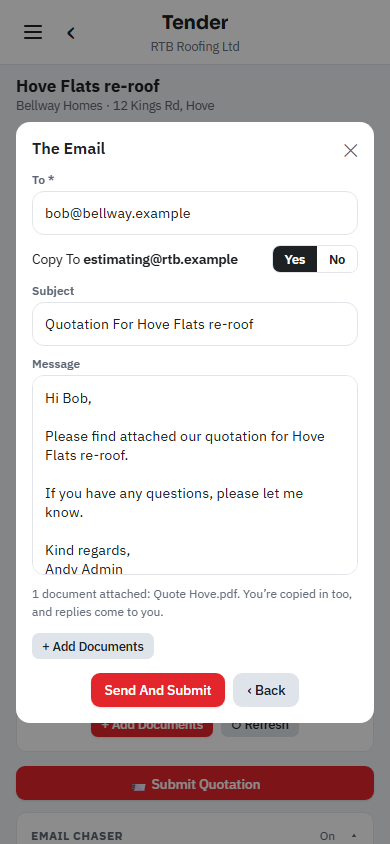 Tender
RTB Roofing Ltd
Hove Flats re-roof
Bellway Homes · 12 Kings Rd, Hove
The Email
To *
bob@bellway.example
Copy To estimating@rtb.example
Yes No
Subject
Quotation For Hove Flats re-roof
Message
Hi Bob,
Please find attached our quotation for Hove
Flats re-roof.
If you have any questions, please let me
know.
Kind regards,
Andy Admin
1 document attached: Quote Hove.pdf. You're copied in too,
and replies come to you.
+ Add Documents
Send And Submit ‹ Back
+ Add Documents Refresh
Submit Quotation
EMAIL CHASER On